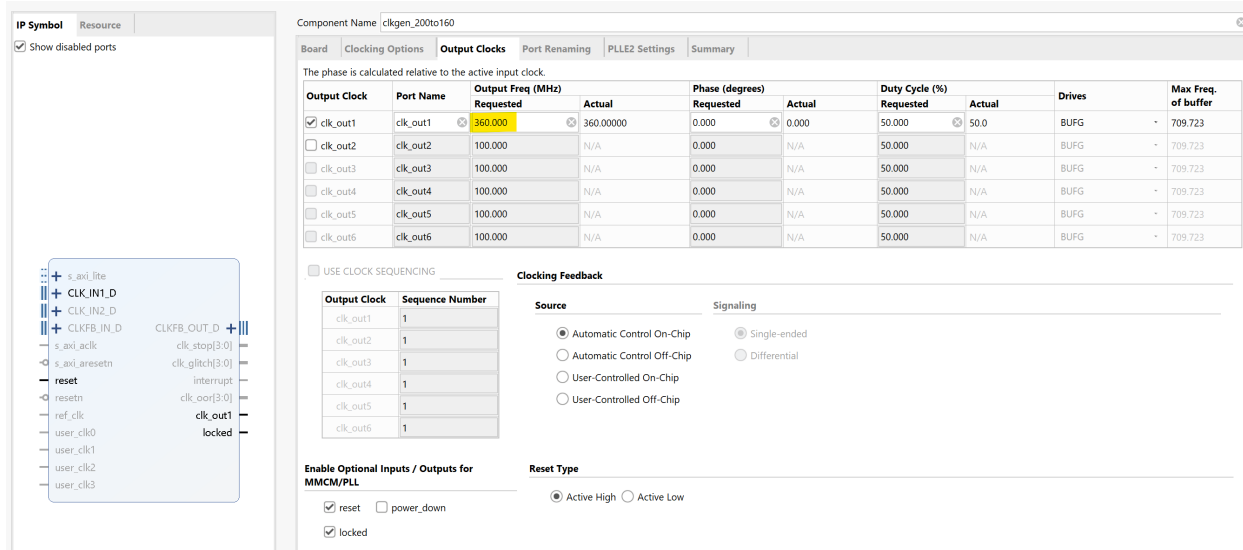 IP Symbol Resource
Show disabled ports
s_axi_lite
CLK_IN1_D
CLK_IN2_D
CLKFB_IN_D CLKFB_OUT_D
s_axi_aclk clk_stop[3:0]
s_axi_aresetn clk_glitch[3:0]
reset interrupt
resetn clk_oor[3:0]
ref_clk clk_out1
user_clk0 locked
user_clk1
user_clk2
user_clk3
Component Name clkgen_200to160
Board Clocking Options Output Clocks Port Renaming PLLE2 Settings Summary
The phase is calculated relative to the active input clock.
Output Clock Port Name Output Freq (MHz) Phase (degrees) Duty Cycle (%) Drives Max Freq. of buffer
Requested Actual Requested Actual Requested Actual
clk_out1 clk_out1 360.000 360.00000 0.000 0.000 50.000 50.0 BUFG 709.723
clk_out2 clk_out2 100.000 N/A 0.000 N/A 50.000 N/A BUFG 709.723
clk_out3 clk_out3 100.000 N/A 0.000 N/A 50.000 N/A BUFG 709.723
clk_out4 clk_out4 100.000 N/A 0.000 N/A 50.000 N/A BUFG 709.723
clk_out5 clk_out5 100.000 N/A 0.000 N/A 50.000 N/A BUFG 709.723
clk_out6 clk_out6 100.000 N/A 0.000 N/A 50.000 N/A BUFG 709.723
USE CLOCK SEQUENCING
Output Clock Sequence Number
clk_out1 1
clk_out2 1
clk_out3 1
clk_out4 1
clk_out5 1
clk_out6 1
Clocking Feedback
Source Signaling
Automatic Control On-Chip Single-ended
Automatic Control Off-Chip Differential
User-Controlled On-Chip
User-Controlled Off-Chip
Enable Optional Inputs / Outputs for
MMCM/PLL
reset power_down
locked
Reset Type
Active High Active Low